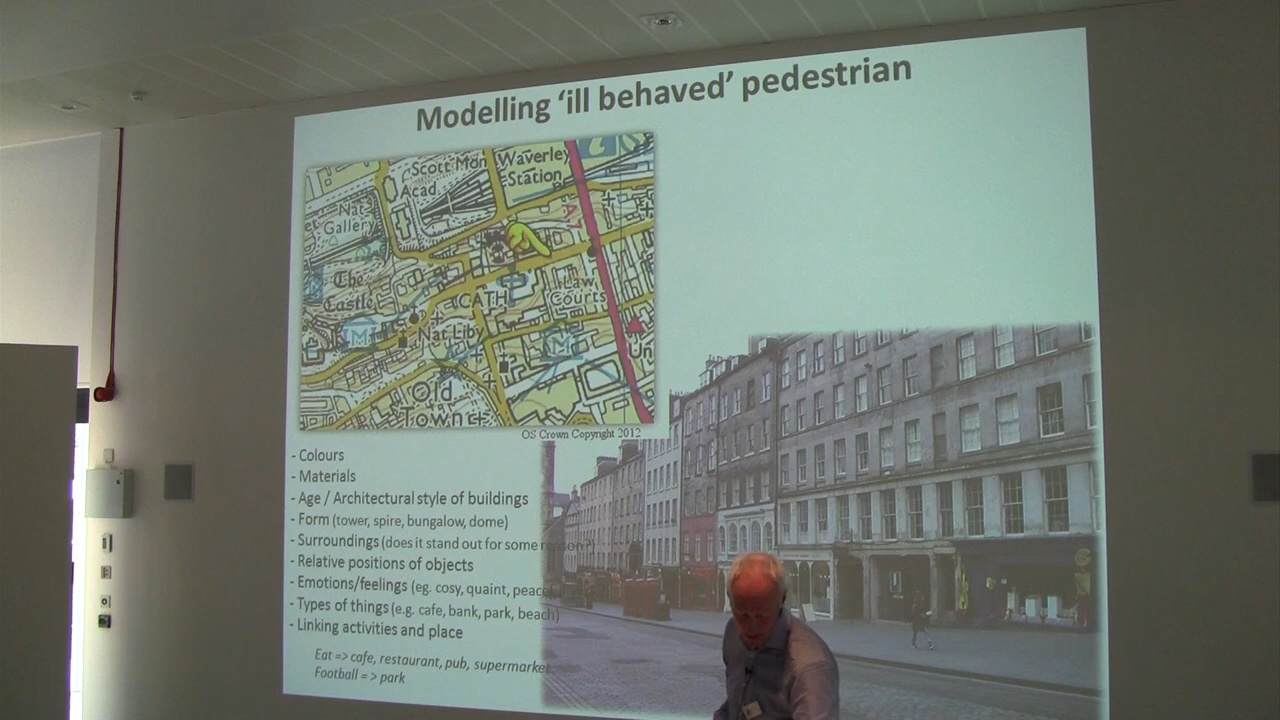 Modelling ‘ill behaved’ pedestrian
Scott Mon
Waverley
Acad
Station
Nat
Gallery
A7
The
Castle
CATH
Law
Courts
M
Nat Liby
M
Un
Old
Town
OS Crown Copyright 2012
- Colours
- Materials
- Age / Architectural style of buildings
- Form (tower, spire, bungalow, dome)
- Surroundings (does it stand out for some reason?)
- Relative positions of objects
- Emotions/feelings (eg. cosy, quaint, peace
- Types of things (e.g. cafe, bank, park, beach)
- Linking activities and place
Eat => cafe, restaurant, pub, supermarket
Football = > park